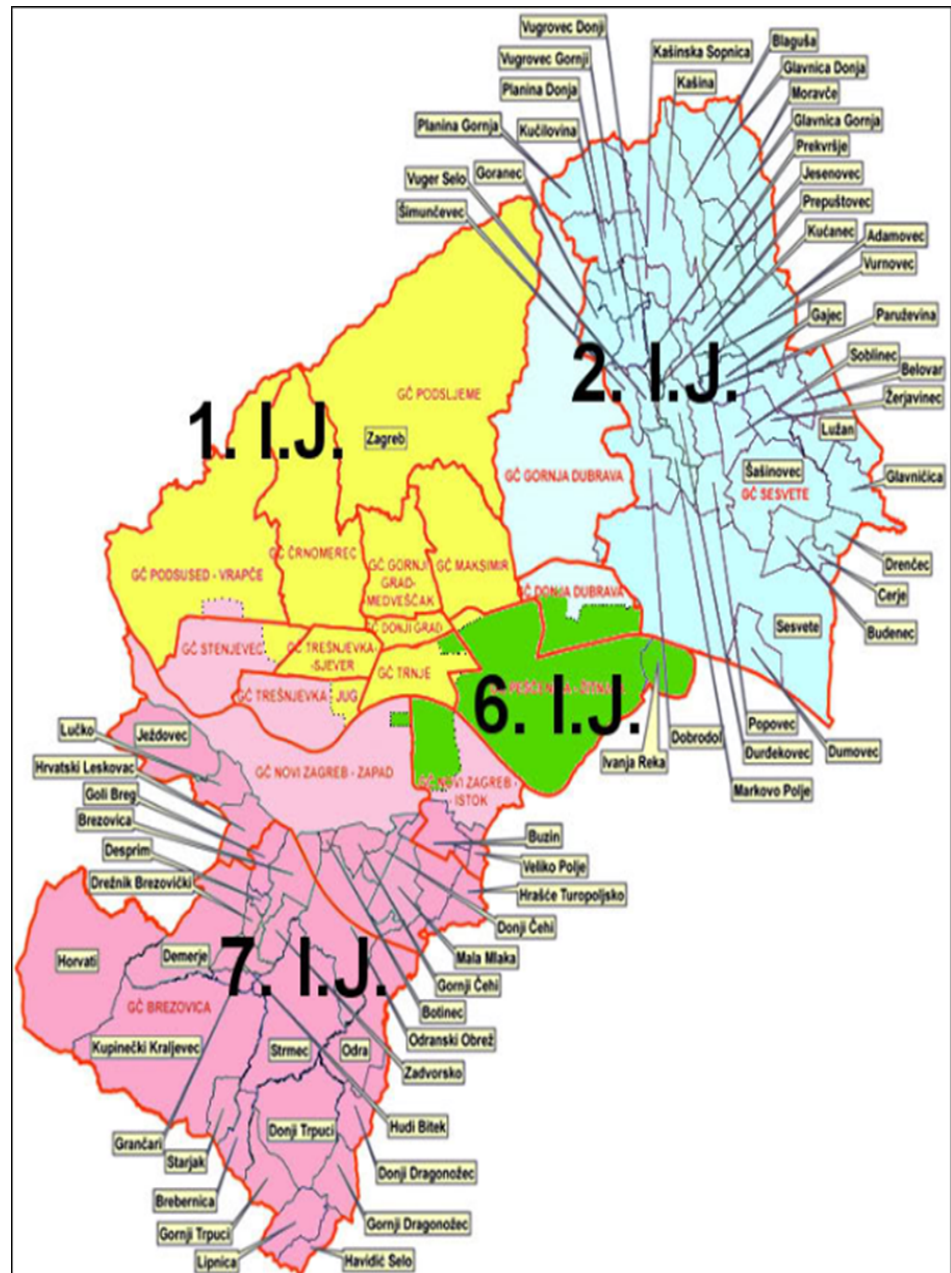 Vugrovec Donji
Kašinska Sopnica
Blaguša
Vugrovec Gornji
Kašina
Glavnica Donja
Planina Donja
Moravče
Planina Gornja
Kučilovina
Glavnica Gornja
Prekvršje
Vuger Selo
Goranec
Jesenovec
Šimunčevec
Prepuštovec
Kućanec
Adamovec
Vurnovec
Gajec
Paruževina
Soblinec
Belovar
Žerjavinec
Lužan
2. I.J.
GČ PODSLJEME
1. I.J.
Zagreb
GČ GORNJA DUBRAVA
Šašinovec
GČ SESVETE
Glavničica
GČ ČRNOMEREC
GČ PODSUSED - VRAPČE
GČ GORNJI
GRAD-
MEDVEŠČAK
GČ MAKSIMIR
GČ DONJA DUBRAVA
Drenčec
Cerje
Budenec
Sesvete
GČ DONJI GRAD
GČ STENJEVEC
GČ TREŠNJEVKA-
-SJEVER
GČ TRNJE
GČ TREŠNJEVKA
JUG
6. I.J.
Lučko
Ježdovec
Hrvatski Leskovac
GČ NOVI ZAGREB - ZAPAD
GČ NOVI ZAGREB -
- ISTOK
Ivanja Reka
Dobrodol
Popovec
Đurđekovec
Dumovec
Markovo Polje
Goli Breg
Brezovica
Desprim
Drežnik Brezovički
Buzin
Veliko Polje
Hrašće Turopoljsko
Donji Čehi
Mala Mlaka
Gornji Čehi
Botinec
Odranski Obrež
Zadvorsko
Horvati
Demerje
7. I.J.
GČ BREZOVICA
Kupinečki Kraljevec
Strmec
Odra
Hudi Bitek
Grančari
Starjak
Donji Trpuci
Donji Dragonožec
Brebernica
Gornji Trpuci
Gornji Dragonožec
Lipnica
Havidić Selo